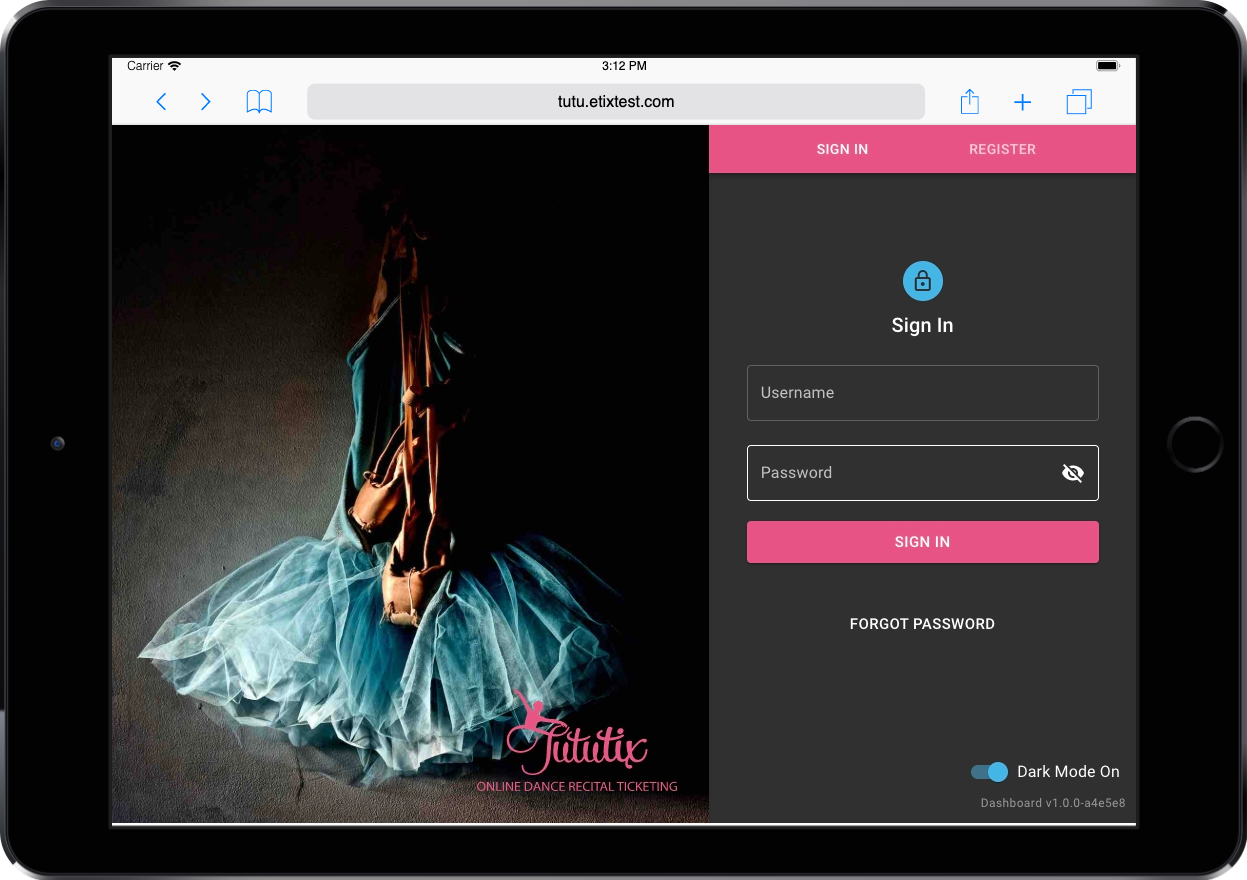 Carrier
3:12 PM
tutu.etixtest.com
SIGN IN
REGISTER
Sign In
Username
Password
SIGN IN
FORGOT PASSWORD
Tututix
ONLINE DANCE RECITAL TICKETING
Dark Mode On
Dashboard v1.0.0-a4e5e8